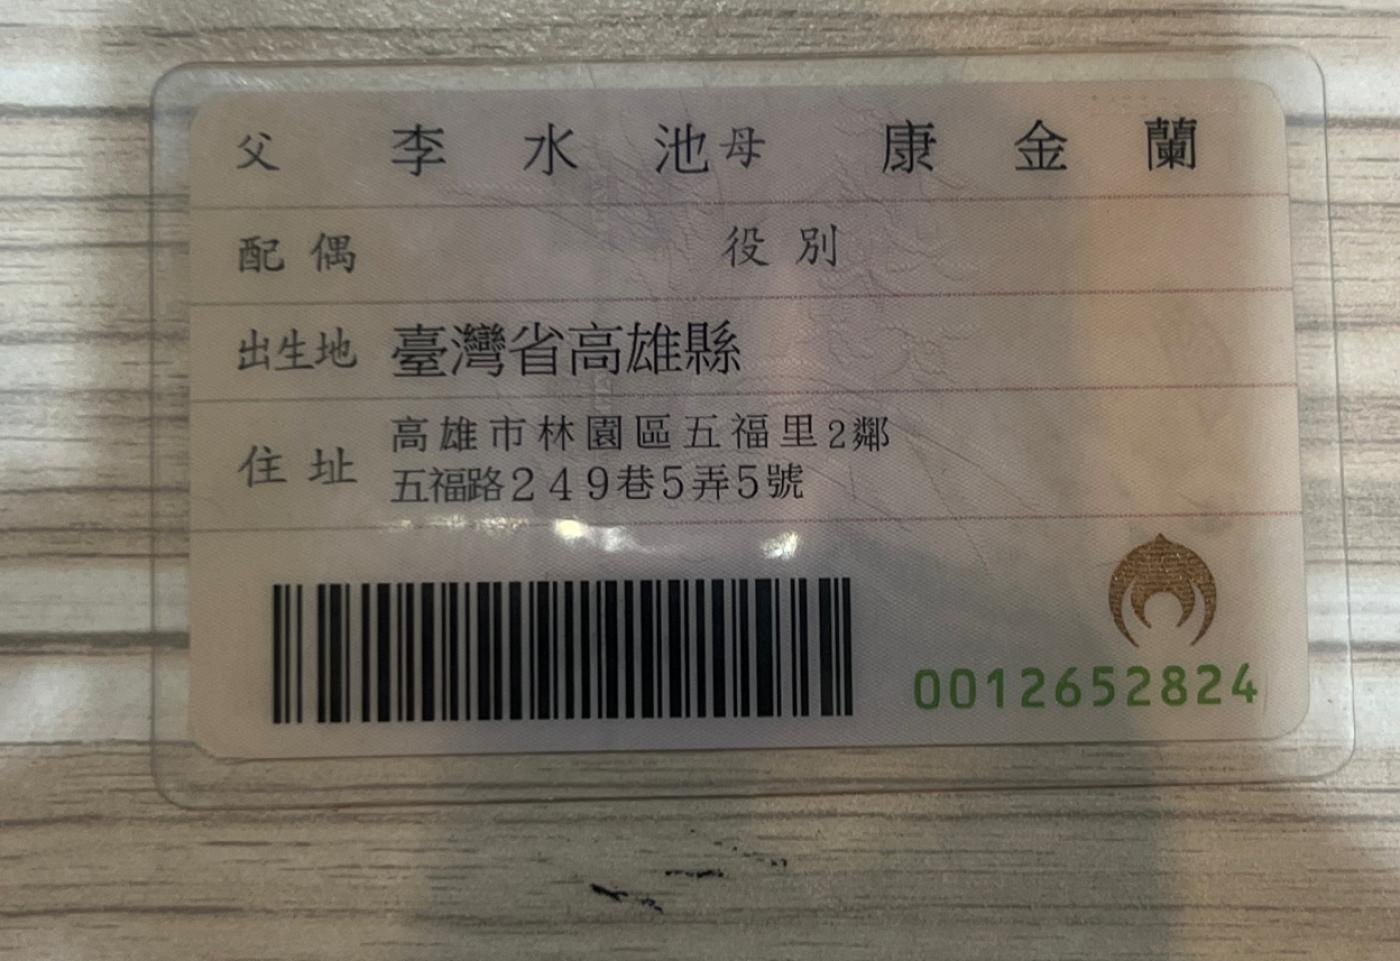 父 李水池 母 康金蘭
配偶 役別
出生地 臺灣省高雄縣
住址 高雄市林園區五福里2鄰
五福路249巷5弄5號
0012652824